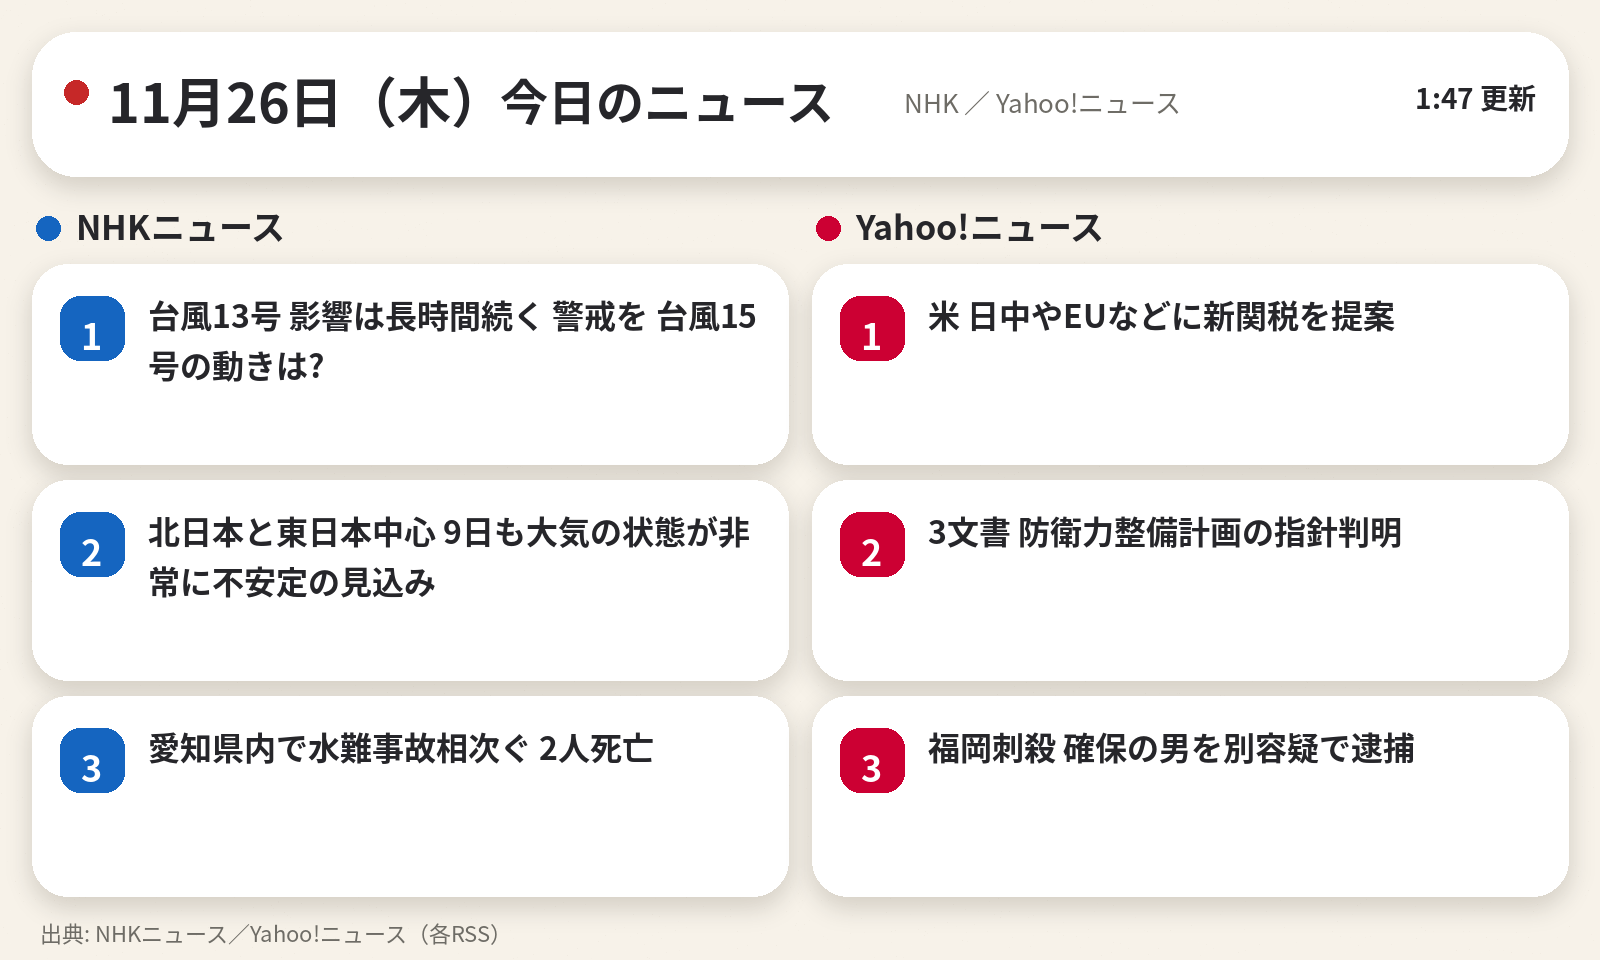 11月26日（木）今日のニュース
NHK ／ Yahoo!ニュース
1:47 更新
NHKニュース
1
台風13号 影響は長時間続く 警戒を 台風15
号の動きは?
2
北日本と東日本中心 9日も大気の状態が非
常に不安定の見込み
3
愛知県内で水難事故相次ぐ 2人死亡
Yahoo!ニュース
1
米 日中やEUなどに新関税を提案
2
3文書 防衛力整備計画の指針判明
3
福岡刺殺 確保の男を別容疑で逮捕
出典: NHKニュース／Yahoo!ニュース（各RSS）